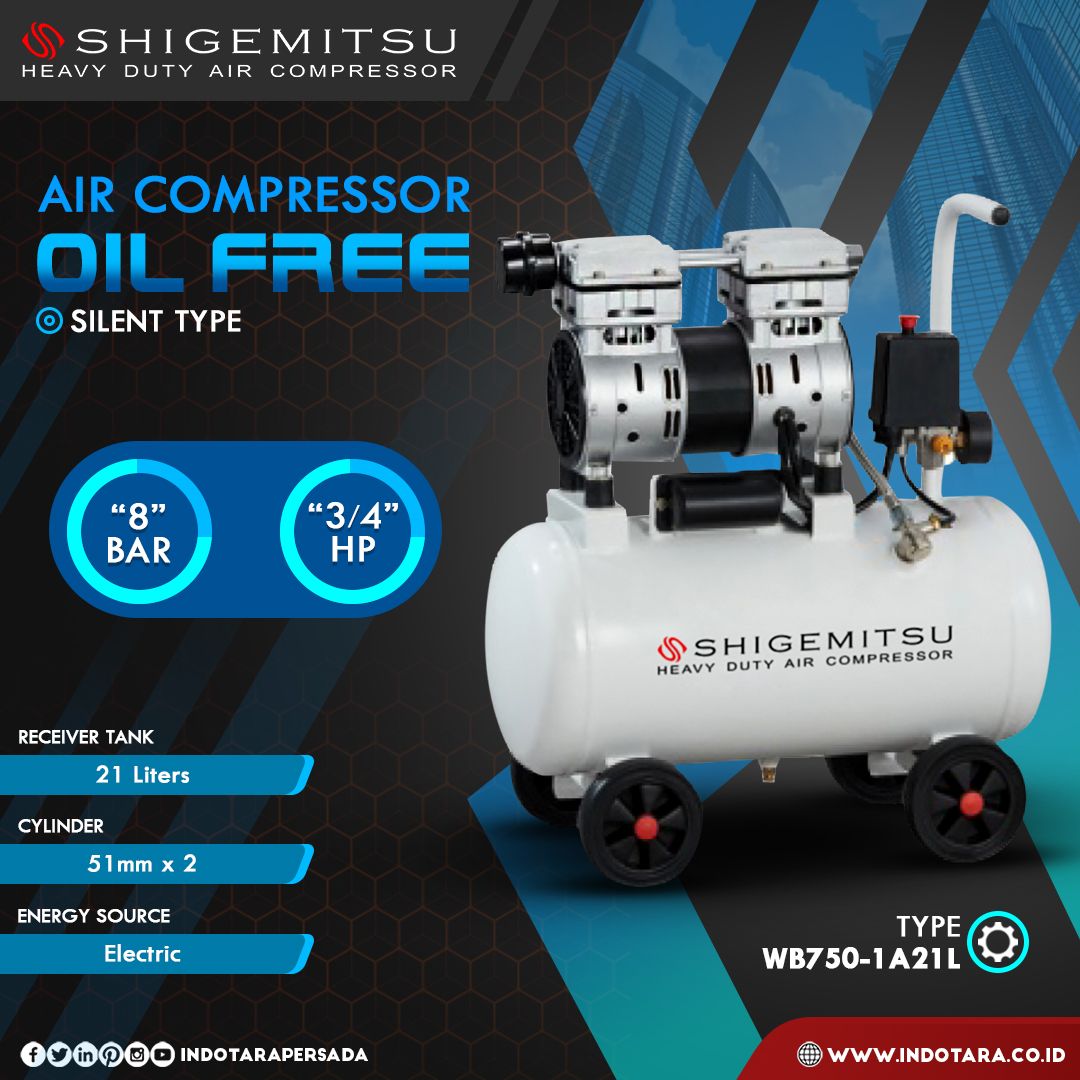 SHIGEMITSU
HEAVY DUTY AIR COMPRESSOR
AIR COMPRESSOR
OIL FREE
SILENT TYPE
“8”
BAR
“3/4”
HP
SHIGEMITSU
HEAVY DUTY AIR COMPRESSOR
RECEIVER TANK
21 Liters
CYLINDER
51mm x 2
ENERGY SOURCE
Electric
TYPE
WB750-1A21L
INDOTARAPERSADA
WWW.INDOTARA.CO.ID